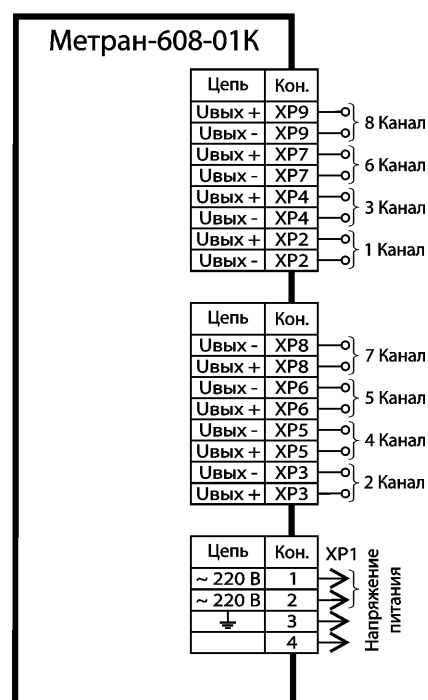 Метран-608-01К
Цепь Кон.
Uвых + XP9
Uвых - XP9
8 Канал
Uвых + XP7
Uвых - XP7
6 Канал
Uвых + XP4
Uвых - XP4
3 Канал
Uвых + XP2
Uвых - XP2
1 Канал
Цепь Кон.
Uвых - XP8
Uвых + XP8
7 Канал
Uвых - XP6
Uвых + XP6
5 Канал
Uвых - XP5
Uвых + XP5
4 Канал
Uвых - XP3
Uвых + XP3
2 Канал
Цепь Кон. XP1
~ 220 В 1
~ 220 В 2
3
4
Напряжение
питания